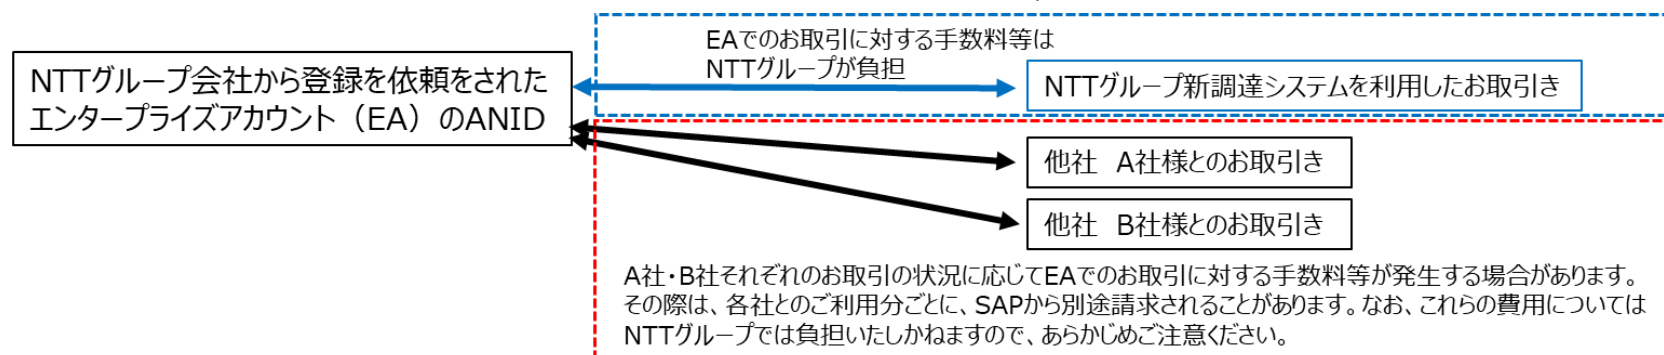 EAでのお取引に対する手数料等は
NTTグループが負担
NTTグループ会社から登録を依頼をされた
エンタープライズアカウント（EA）のANID
NTTグループ新調達システムを利用したお取引き
他社　A社様とのお取引き
他社　B社様とのお取引き
A社・B社それぞれのお取引の状況に応じてEAでのお取引に対する手数料等が発生する場合があります。
その際は、各社とのご利用分ごとに、SAPから別途請求されることがあります。なお、これらの費用については
NTTグループでは負担いたしかねますので、あらかじめご注意ください。